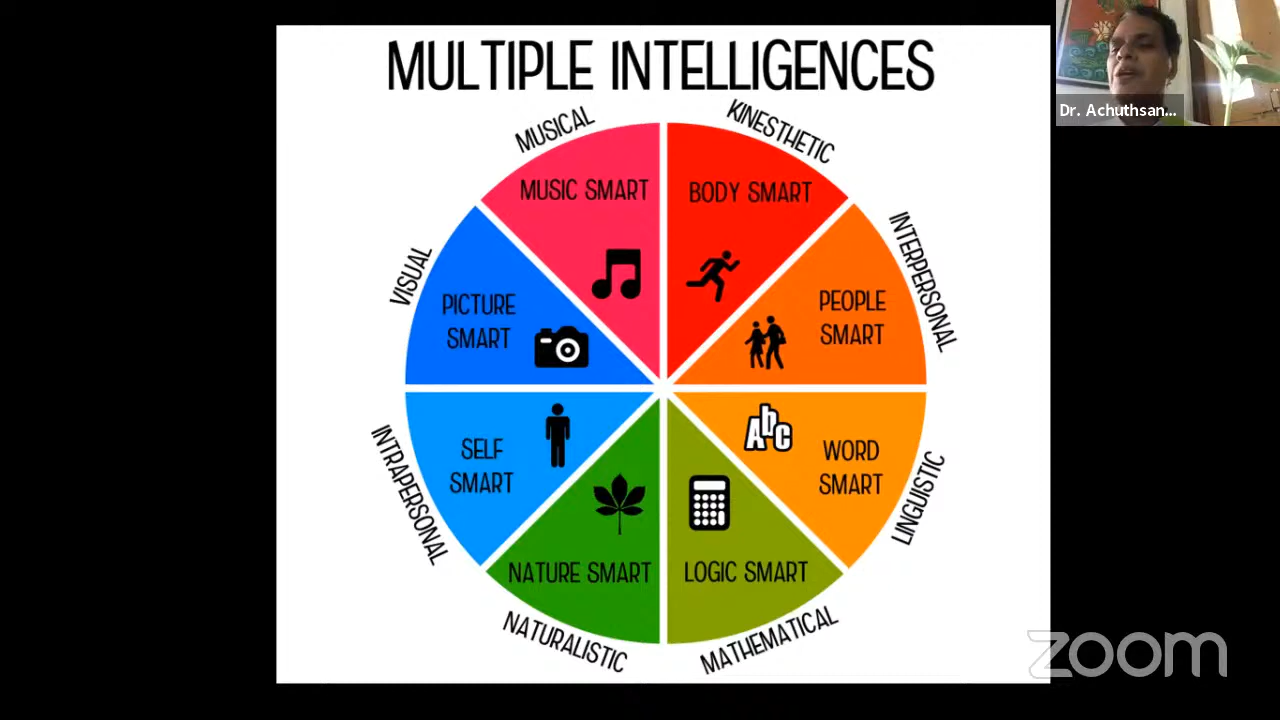 MULTIPLE INTELLIGENCES
MUSICAL
KINESTHETIC
MUSIC SMART
BODY SMART
VISUAL
INTERPERSONAL
PICTURE
SMART
PEOPLE
SMART
Abc
SELF
SMART
WORD
SMART
INTRAPERSONAL
LINGUISTIC
NATURE SMART
LOGIC SMART
NATURALISTIC
MATHEMATICAL
Dr. Achuthsan...
zoom